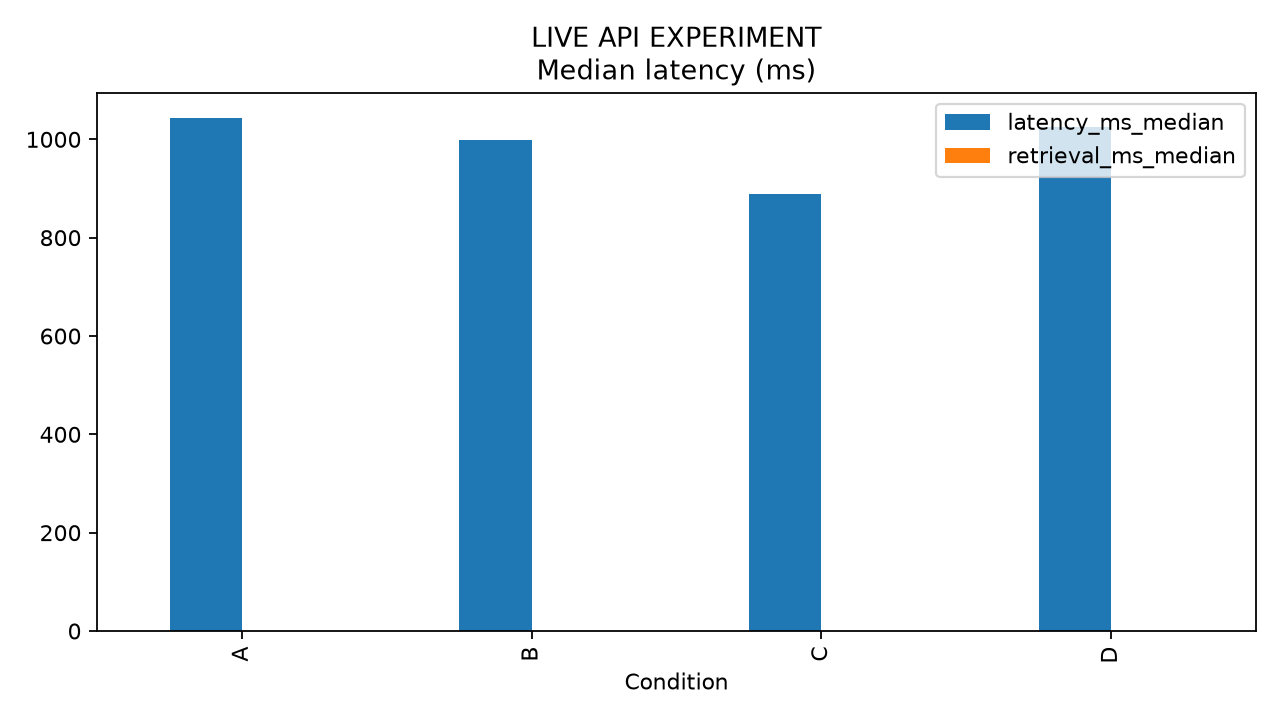 LIVE API EXPERIMENT
Median latency (ms)
latency_ms_median
retrieval_ms_median
1000
800
600
400
200
0
A
B
C
D
Condition